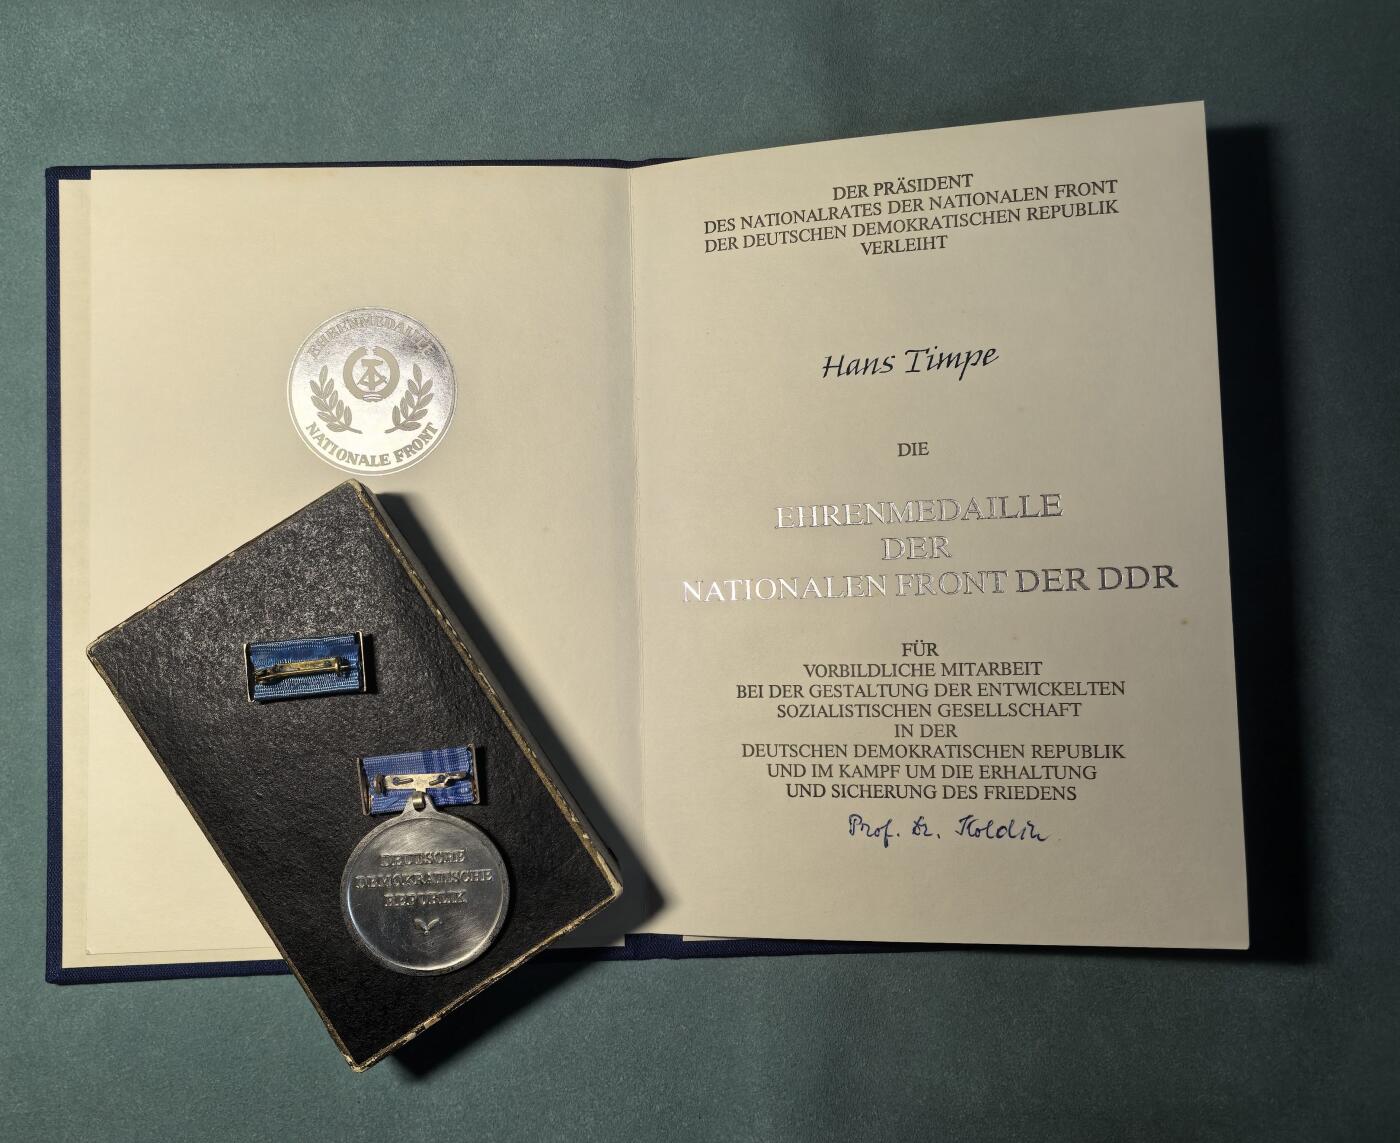 EHRENMEDAILLE
NATIONALE FRONT
DEUTSCHE
DEMOKRATISCHE
REPUBLIK
DER PRÄSIDENT
DES NATIONALRATES DER NATIONALEN FRONT
DER DEUTSCHEN DEMOKRATISCHEN REPUBLIK
VERLEIHT
Hans Timpe
DIE
EHRENMEDAILLE
DER
NATIONALEN FRONT DER DDR
FÜR
VORBILDLICHE MITARBEIT
BEI DER GESTALTUNG DER ENTWICKELTEN
SOZIALISTISCHEN GESELLSCHAFT
IN DER
DEUTSCHEN DEMOKRATISCHEN REPUBLIK
UND IM KAMPF UM DIE ERHALTUNG
UND SICHERUNG DES FRIEDENS
Prof. Dr.